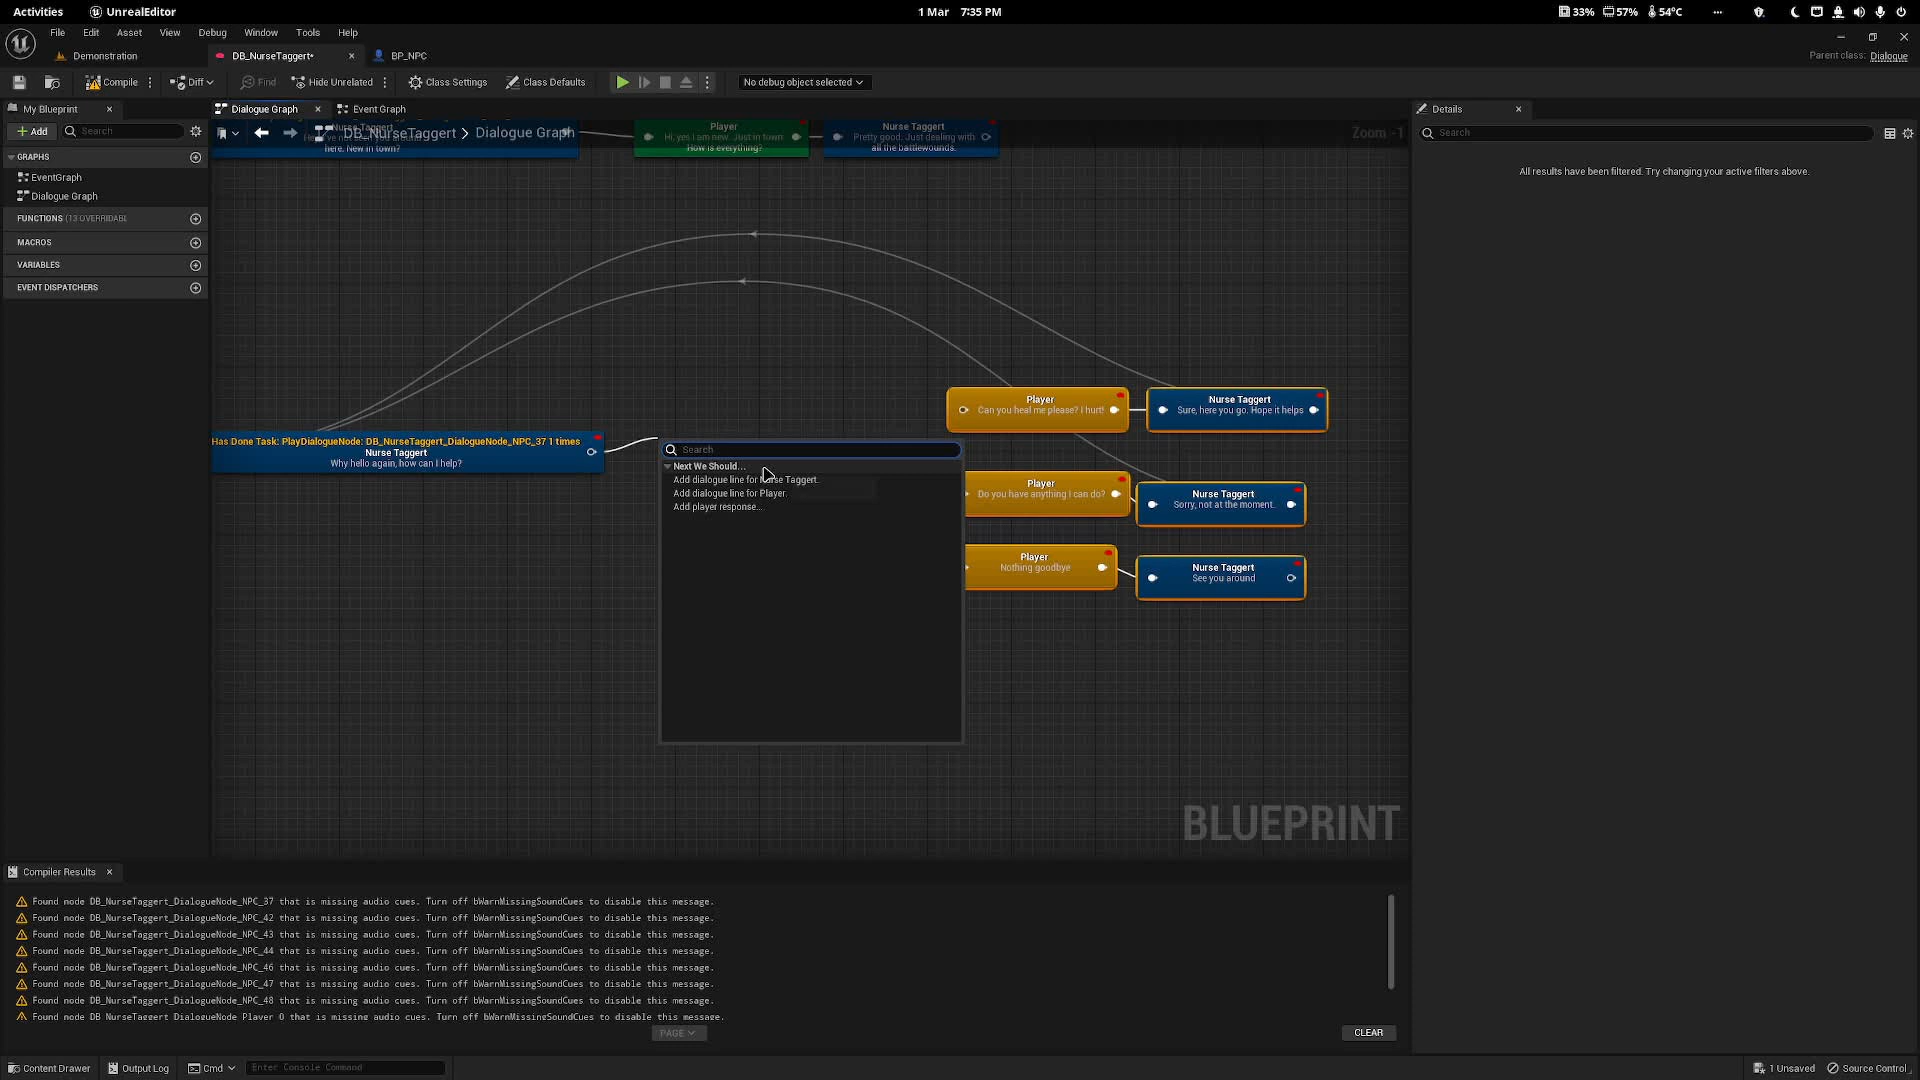 Activities
UnrealEditor
1 Mar 7:35 PM
33%
57%
54°C
File Edit Asset View Window Tools Help
Demonstration
DB_NurseTaggert*
BP_NPC
Parent class: Dialogue
Compile
Diff
Find
Hide Unrelated
Class Settings
Class Defaults
No debug object selected
My Blueprint
Dialogue Graph
Event Graph
Details
Add
Search
DB_NurseTaggert > Dialogue Graph
Zoom -1
Search
GRAPHS
EventGraph
Dialogue Graph
FUNCTIONS (13 OVERRIDABL
MACROS
VARIABLES
EVENT DISPATCHERS
All results have been filtered. Try changing your active filters above.
here. New in town?
Player
Hi, yes I am new. Just in town
How is everything?
Nurse Taggert
Pretty good. Just dealing with
all the battlewounds.
Has Done Task: PlayDialogueNode: DB_NurseTaggert_DialogueNode_NPC_37 1 times
Nurse Taggert
Why hello again, how can I help?
Search
Next We Should...
Add dialogue line for Nurse Taggert.
Add dialogue line for Player.
Add player response...
Player
Can you heal me please? I hurt!
Nurse Taggert
Sure, here you go. Hope it helps
Player
Do you have anything I can do?
Nurse Taggert
Sorry, not at the moment.
Player
Nothing goodbye
Nurse Taggert
See you around
BLUEPRINT
Compiler Results
Found node DB_NurseTaggert_DialogueNode_NPC_37 that is missing audio cues. Turn off bWarnMissingSoundCues to disable this message.
Found node DB_NurseTaggert_DialogueNode_NPC_42 that is missing audio cues. Turn off bWarnMissingSoundCues to disable this message.
Found node DB_NurseTaggert_DialogueNode_NPC_43 that is missing audio cues. Turn off bWarnMissingSoundCues to disable this message.
Found node DB_NurseTaggert_DialogueNode_NPC_44 that is missing audio cues. Turn off bWarnMissingSoundCues to disable this message.
Found node DB_NurseTaggert_DialogueNode_NPC_46 that is missing audio cues. Turn off bWarnMissingSoundCues to disable this message.
Found node DB_NurseTaggert_DialogueNode_NPC_47 that is missing audio cues. Turn off bWarnMissingSoundCues to disable this message.
Found node DB_NurseTaggert_DialogueNode_NPC_48 that is missing audio cues. Turn off bWarnMissingSoundCues to disable this message.
Found node DB_NurseTaggert_DialogueNode_Player_0 that is missing audio cues. Turn off bWarnMissingSoundCues to disable this message.
PAGE
CLEAR
Content Drawer
Output Log
Cmd
Enter Console Command
1 Unsaved
Source Control